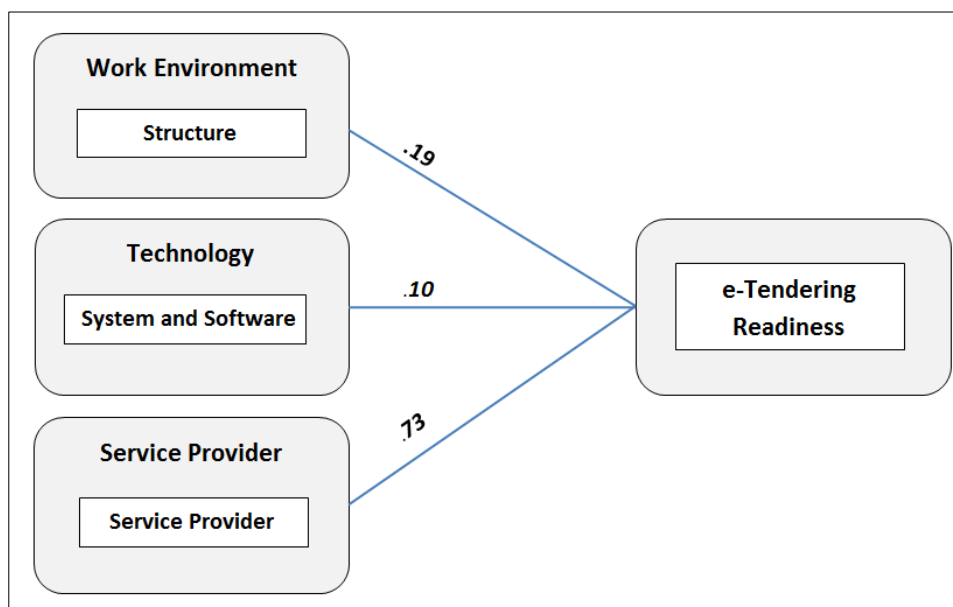 Work Environment
Structure
.19
Technology
System and Software
.10
e-Tendering
Readiness
Service Provider
.73
Service Provider